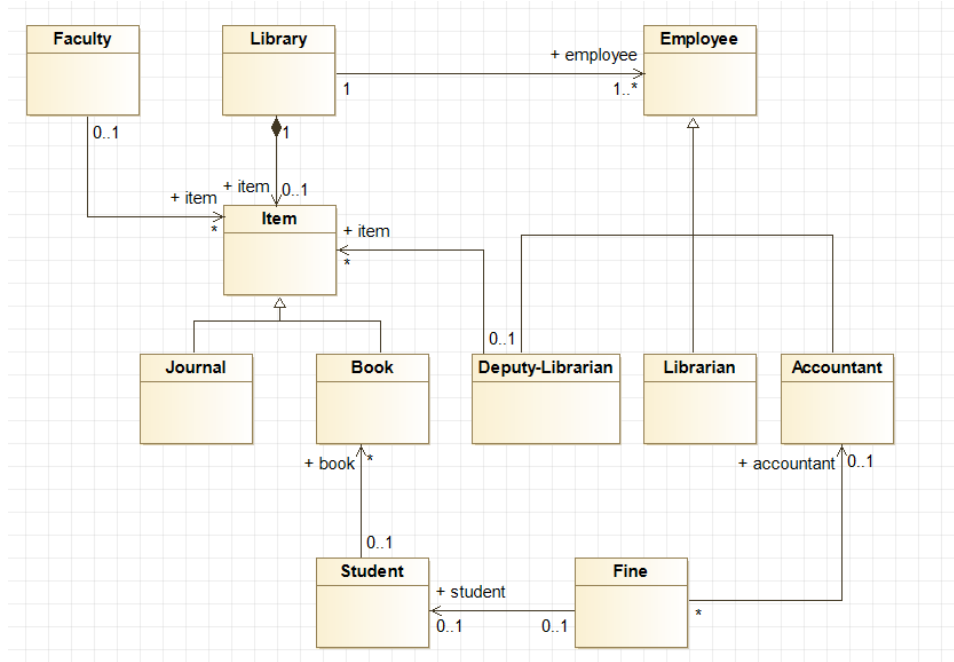 Faculty
Library
Employee
+ employee
1
1..*
0..1
1
+ item
0..1
+ item
*
Item
+ item
*
0..1
Journal
Book
Deputy-Librarian
Librarian
Accountant
+ book
*
+ accountant
0..1
0..1
Student
Fine
+ student
0..1
0..1
*